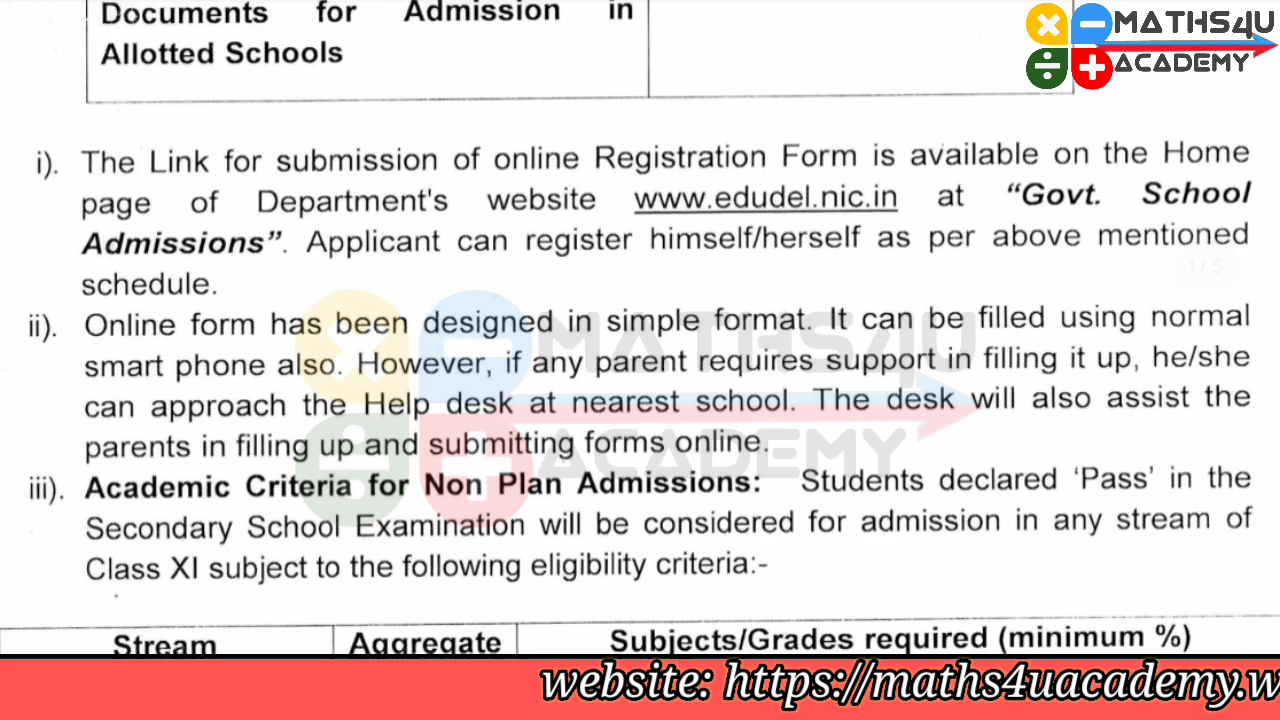 Documents for Admission in
Allotted Schools
MATHS4U
ACADEMY
i). The Link for submission of online Registration Form is available on the Home
page of Department's website www.edudel.nic.in at “Govt. School
Admissions”. Applicant can register himself/herself as per above mentioned
schedule.
1/5
ii). Online form has been designed in simple format. It can be filled using normal
smart phone also. However, if any parent requires support in filling it up, he/she
can approach the Help desk at nearest school. The desk will also assist the
parents in filling up and submitting forms online.
MATHS4U
ACADEMY
iii). Academic Criteria for Non Plan Admissions: Students declared ‘Pass’ in the
Secondary School Examination will be considered for admission in any stream of
Class XI subject to the following eligibility criteria:-
Stream Aggregate Subjects/Grades required (minimum %)
website: https://maths4uacademy.w